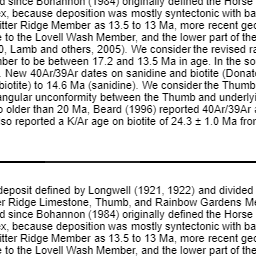 d since Bohannon (1984) originally defined the Horse
ex, because deposition was mostly syntectonic with ba
itter Ridge Member as 13.5 to 13 Ma, more recent geo
e to the Lovell Wash Member, and the lower part of the
0, Lamb and others, 2005). We consider the revised ra
mber to be between 17.2 and 13.5 Ma in age. In the so
. New 40Ar/39Ar dates on sanidine and biotite (Donat
biotite) to 14.6 Ma (sanidine). We consider the Thumb
angular unconformity between the Thumb and underlyi
o older than 20 Ma, Beard (1996) reported 40Ar/39Ar
so reported a K/Ar age on biotite of 24.3 ± 1.0 Ma fro
deposit defined by Longwell (1921, 1922) and divided
er Ridge Limestone, Thumb, and Rainbow Gardens Me
d since Bohannon (1984) originally defined the Horse
ex, because deposition was mostly syntectonic with ba
itter Ridge Member as 13.5 to 13 Ma, more recent geo
e to the Lovell Wash Member, and the lower part of the